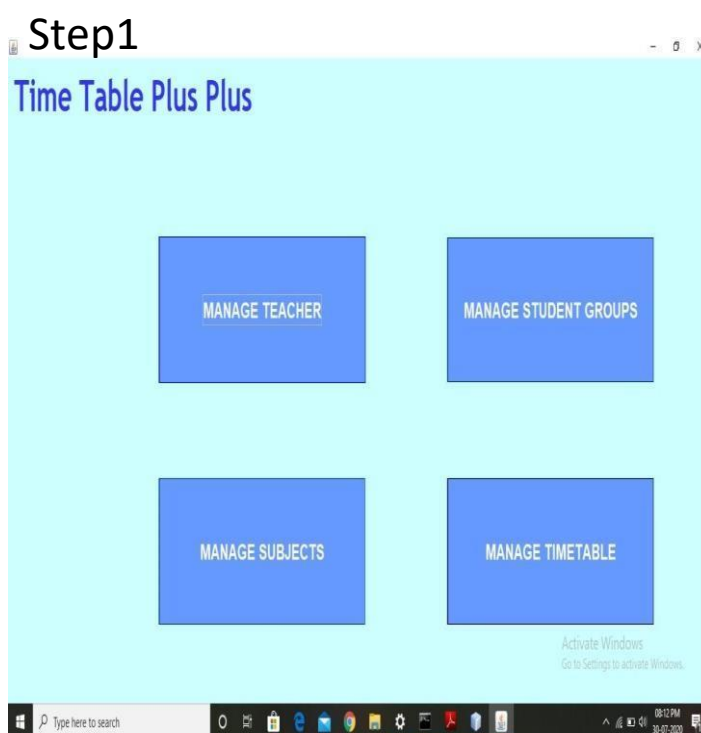 Step1
Time Table Plus Plus
MANAGE TEACHER
MANAGE STUDENT GROUPS
MANAGE SUBJECTS
MANAGE TIMETABLE
Activate Windows
Go to Settings to activate Windows.
Type here to search
08:12 PM
30-07-2020